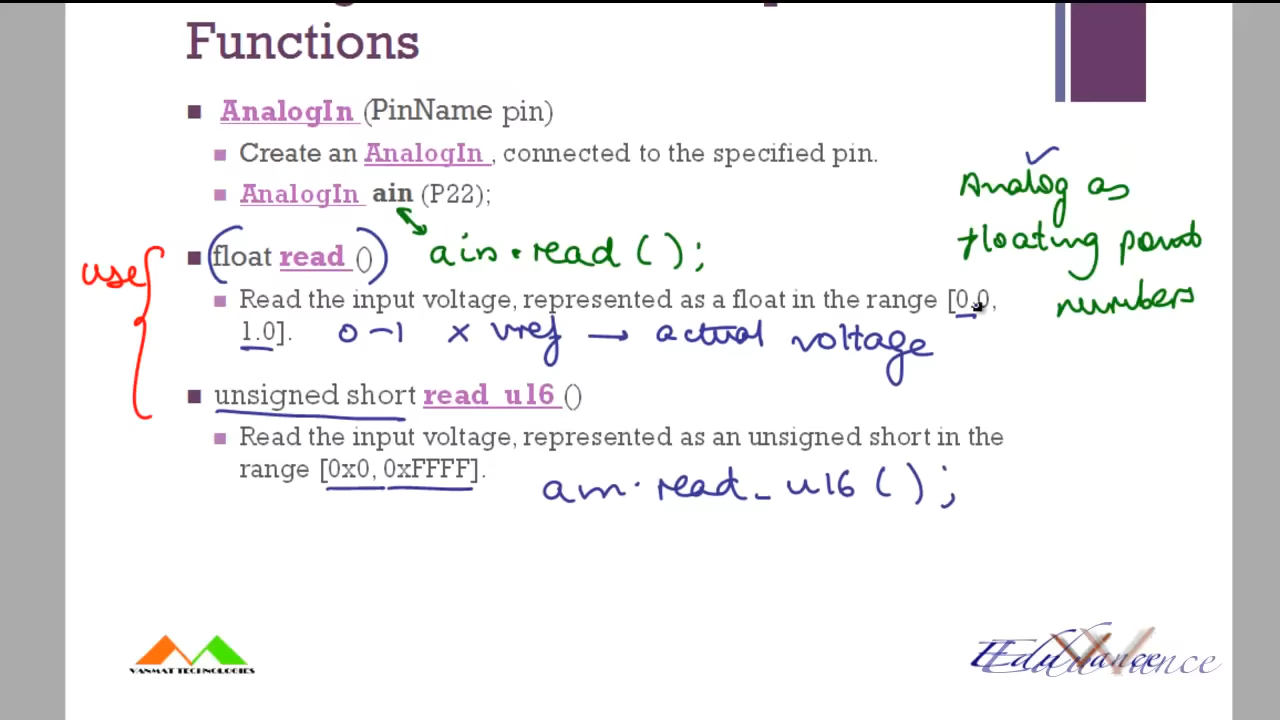 Functions
AnalogIn (PinName pin)
Create an AnalogIn , connected to the specified pin.
Analog as
AnalogIn ain (P22);
floating point
use
float read ()
ain.read();
numbers
Read the input voltage, represented as a float in the range [0.0,
1.0].
0-1 x vref → actual voltage
unsigned short read_u16 ()
Read the input voltage, represented as an unsigned short in the
range [0x0, 0xFFFF].
ain.read_u16();
VANMAT TECHNOLOGIES